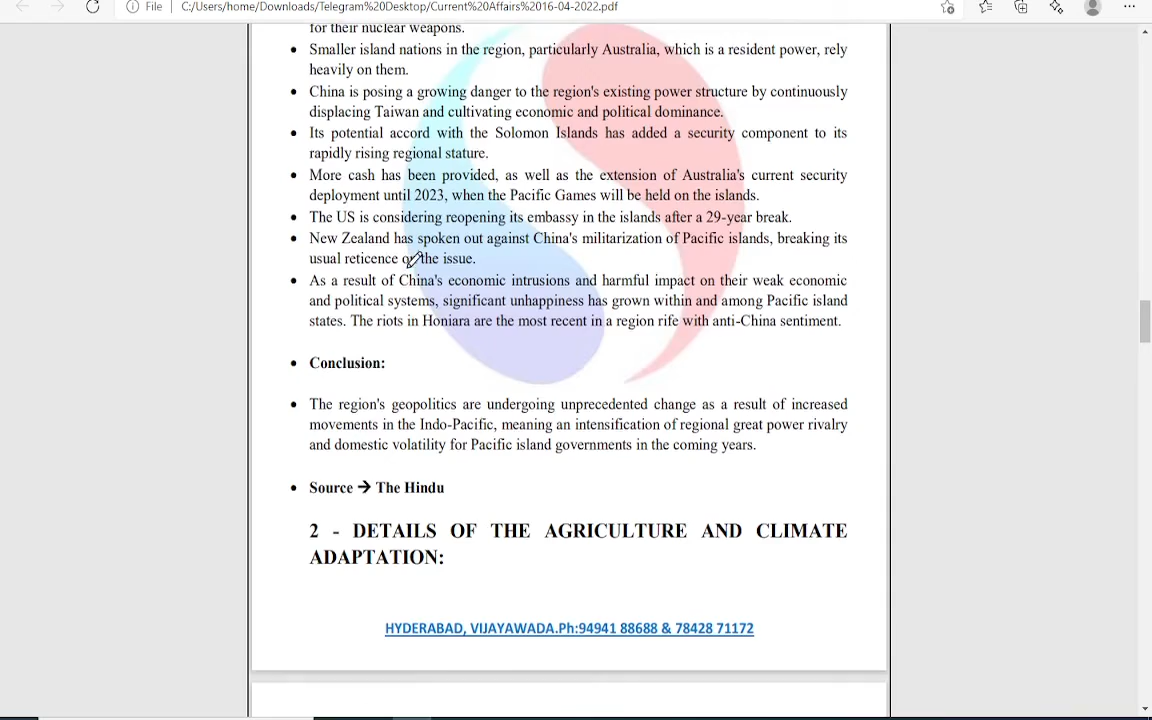 File
C:/Users/home/Downloads/Telegram%20Desktop/Current%20Affairs%2016-04-2022.pdf
for their nuclear weapons.
• Smaller island nations in the region, particularly Australia, which is a resident power, rely
heavily on them.
• China is posing a growing danger to the region's existing power structure by continuously
displacing Taiwan and cultivating economic and political dominance.
• Its potential accord with the Solomon Islands has added a security component to its
rapidly rising regional stature.
• More cash has been provided, as well as the extension of Australia's current security
deployment until 2023, when the Pacific Games will be held on the islands.
• The US is considering reopening its embassy in the islands after a 29-year break.
• New Zealand has spoken out against China's militarization of Pacific islands, breaking its
usual reticence the issue.
• As a result of China's economic intrusions and harmful impact on their weak economic
and political systems, significant unhappiness has grown within and among Pacific island
states. The riots in Honiara are the most recent in a region rife with anti-China sentiment.
• Conclusion:
• The region's geopolitics are undergoing unprecedented change as a result of increased
movements in the Indo-Pacific, meaning an intensification of regional great power rivalry
and domestic volatility for Pacific island governments in the coming years.
• Source → The Hindu
2 - DETAILS OF THE AGRICULTURE AND CLIMATE
ADAPTATION:
HYDERABAD, VIJAYAWADA.Ph:94941 88688 & 78428 71172